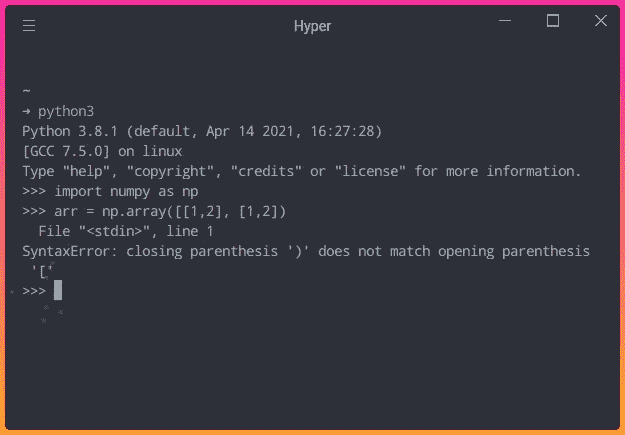 Hyper
~
➜ python3
Python 3.8.1 (default, Apr 14 2021, 16:27:28)
[GCC 7.5.0] on linux
Type "help", "copyright", "credits" or "license" for more information.
>>> import numpy as np
>>> arr = np.array([[1,2], [1,2])
  File "<stdin>", line 1
SyntaxError: closing parenthesis ')' does not match opening parenthesis
 '['
>>>